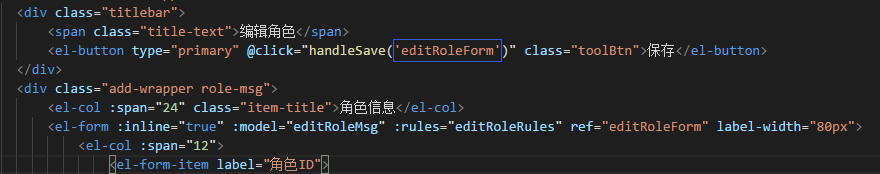 <div class="titlebar">
<span class="title-text">编辑角色</span>
<el-button type="primary" @click="handleSave('editRoleForm')" class="toolBtn">保存</el-button>
</div>
<div class="add-wrapper role-msg">
<el-col :span="24" class="item-title">角色信息</el-col>
<el-form :inline="true" :model="editRoleMsg" :rules="editRoleRules" ref="editRoleForm" label-width="80px">
<el-col :span="12">
<el-form-item label="角色ID">